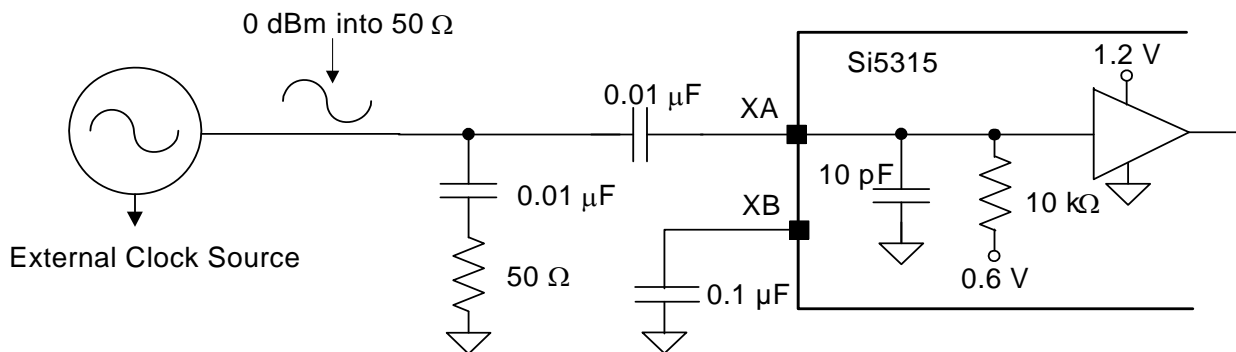 0 dBm into 50 Ω
1.2 V
Si5315
0.01 μF
XA
10 pF
0.01 μF
XB
10 kΩ
External Clock Source
50 Ω
0.1 μF
0.6 V